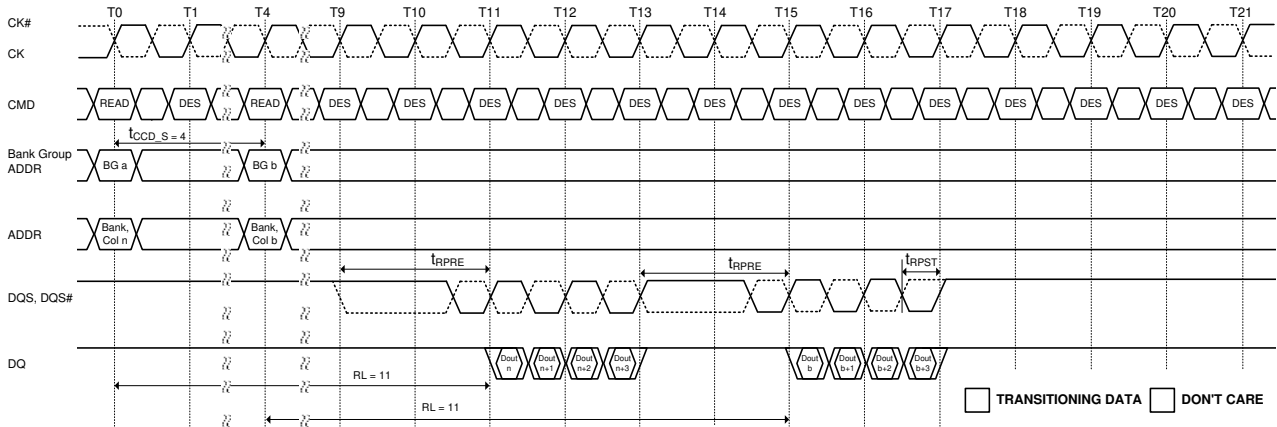 T0 T1 T4 T9 T10 T11 T12 T13 T14 T15 T16 T17 T18 T19 T20 T21
CK#
CK
CMD READ DES READ DES DES DES DES DES DES DES DES DES DES DES DES DES
tCCD_S = 4
Bank Group
ADDR
BG a BG b
ADDR
Bank,
Col n
Bank,
Col b
tRPRE tRPRE tRPST
DQS, DQS#
DQ
Dout
n
Dout
n+1
Dout
n+2
Dout
n+3
Dout
b
Dout
b+1
Dout
b+2
Dout
b+3
RL = 11
RL = 11
TRANSITIONING DATA DON'T CARE